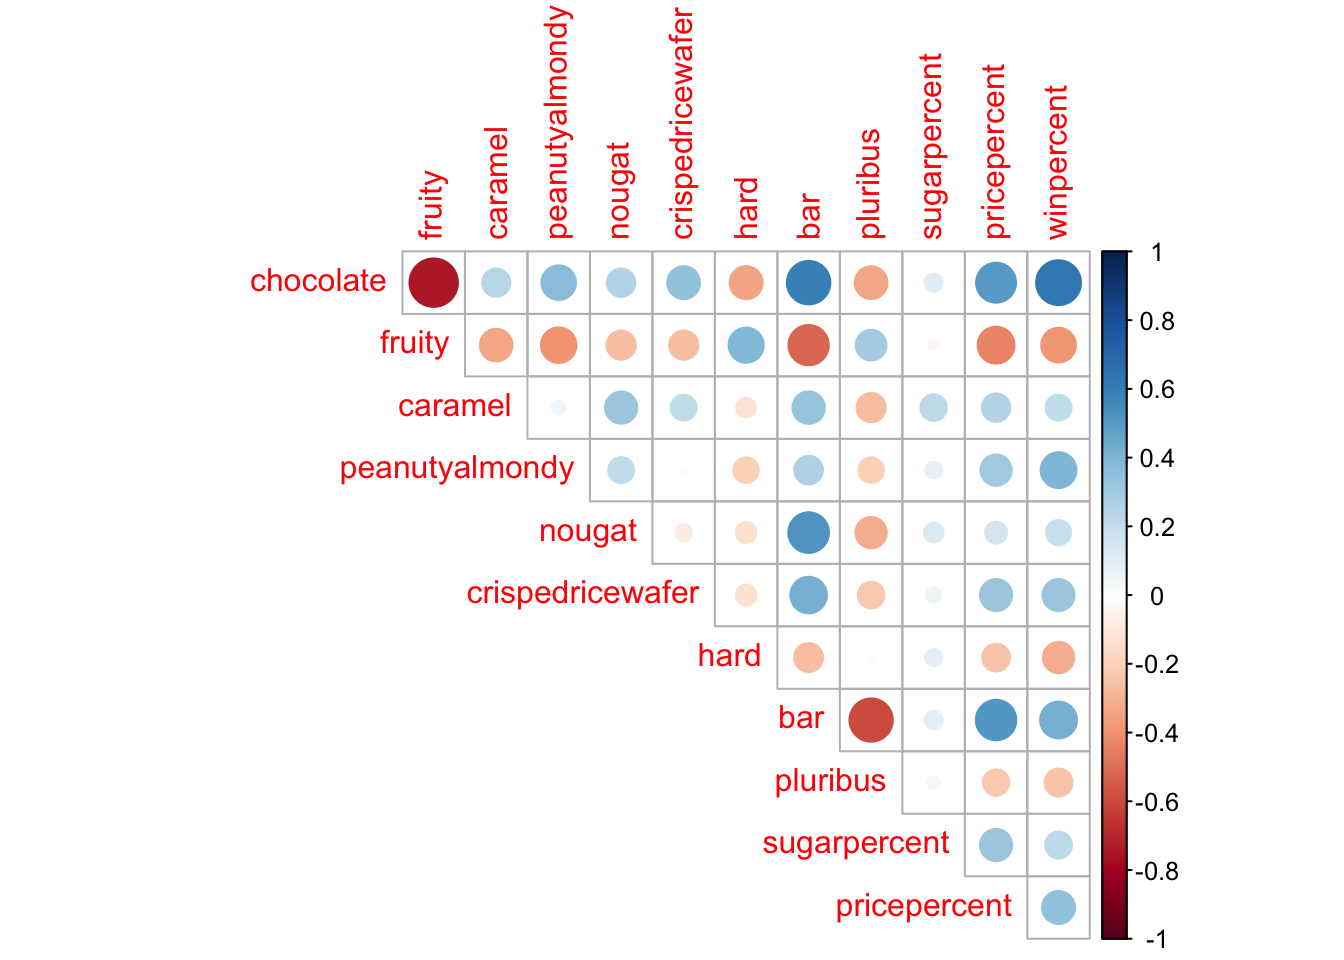 fruity
caramel
peanutyalmondy
nougat
crispedricewafer
hard
bar
pluribus
sugarpercent
pricepercent
winpercent
chocolate
fruity
caramel
peanutyalmondy
nougat
crispedricewafer
hard
bar
pluribus
sugarpercent
pricepercent
1
0.8
0.6
0.4
0.2
0
-0.2
-0.4
-0.6
-0.8
-1